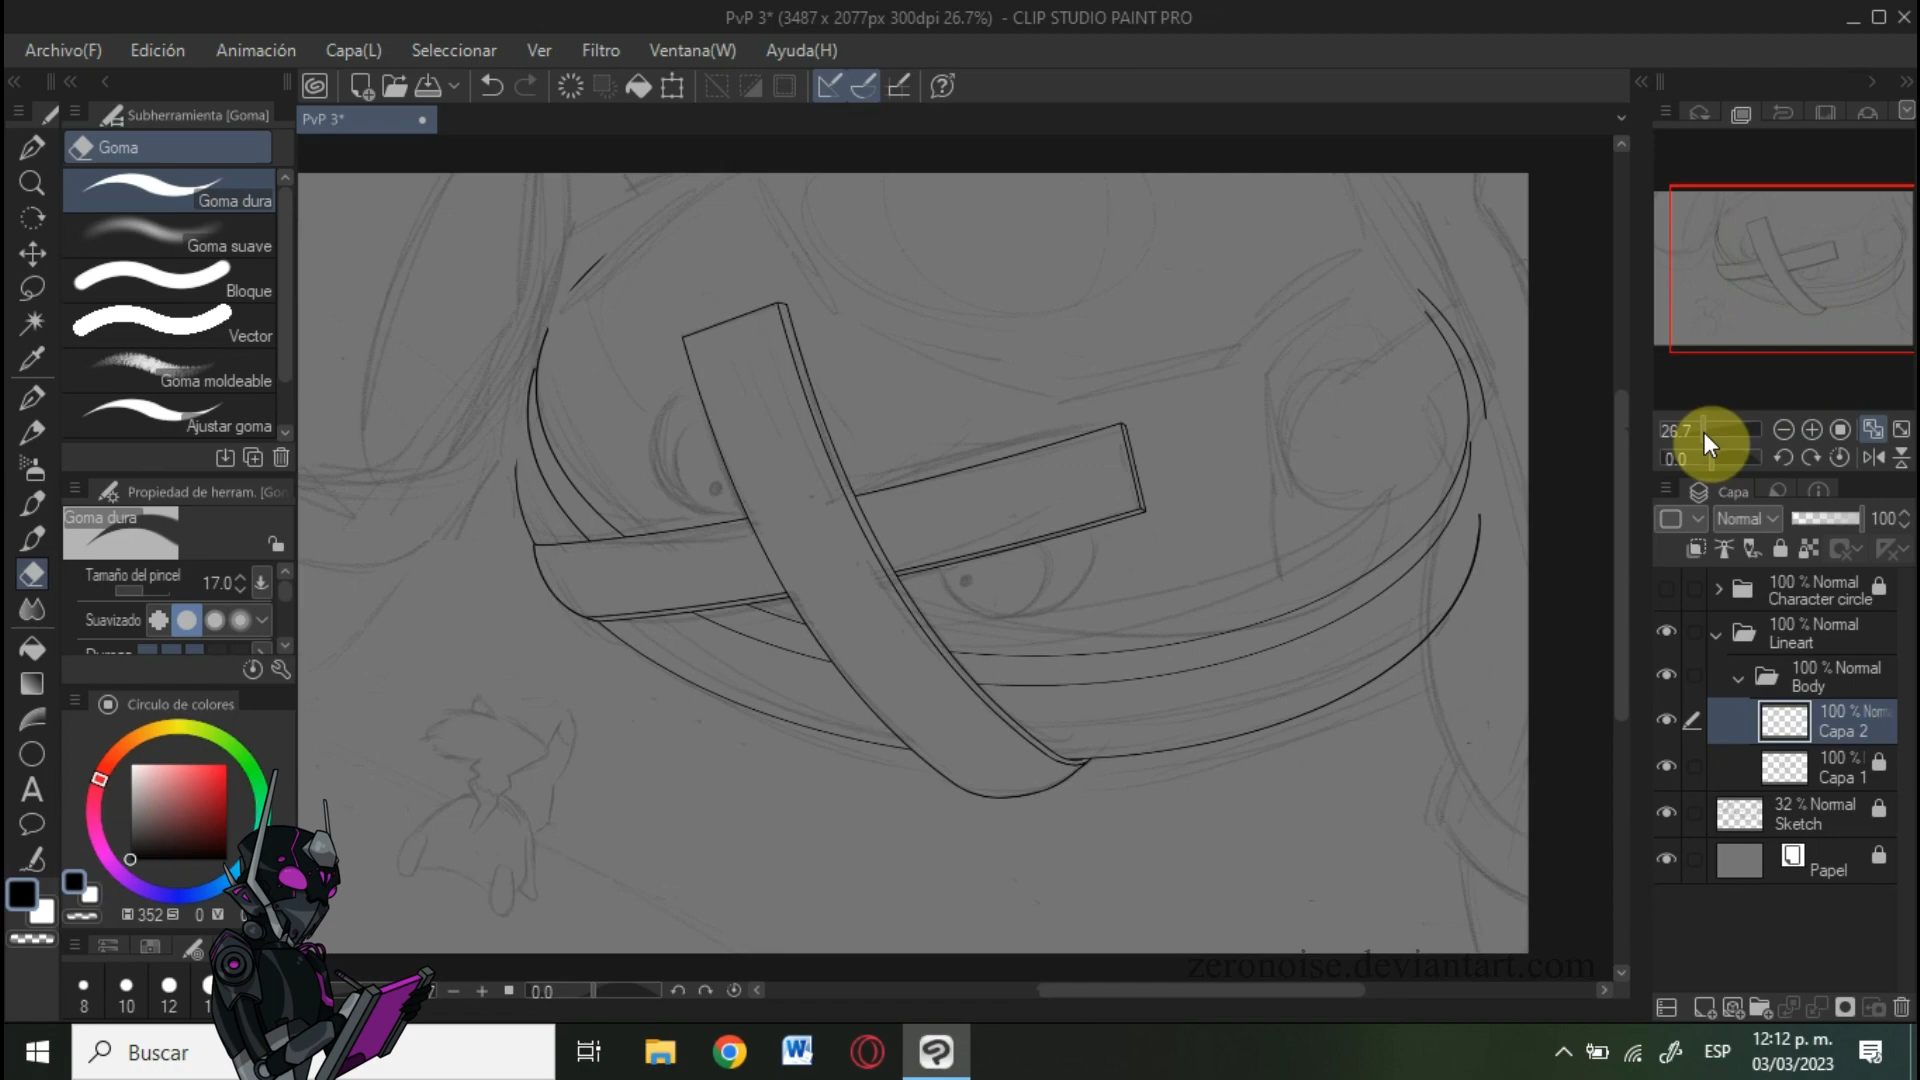 PvP 3* (3487 x 2077px 300dpi 26.7%) - CLIP STUDIO PAINT PRO
Archivo(F) Edición Animación Capa(L) Seleccionar Ver Filtro Ventana(W) Ayuda(H)
Subherramienta [Goma]
PvP 3*
Goma
Goma dura
Goma suave
Bloque
Vector
Goma moldeable
Ajustar goma
Propiedad de herram. [Go
Goma dura
Tamaño del pincel 17.0
Suavizado
Círculo de colores
H 352 S 0 V
8 10 12
0.0
26.7
0.0
Capa
Normal 100
100 % Normal
Character circle
100 % Normal
Lineart
100 % Normal
Body
100 % Norm
Capa 2
100 %
Capa 1
32 % Normal
Sketch
Papel
zeronoise.deviantart.com
Buscar
ESP
12:12 p. m.
03/03/2023